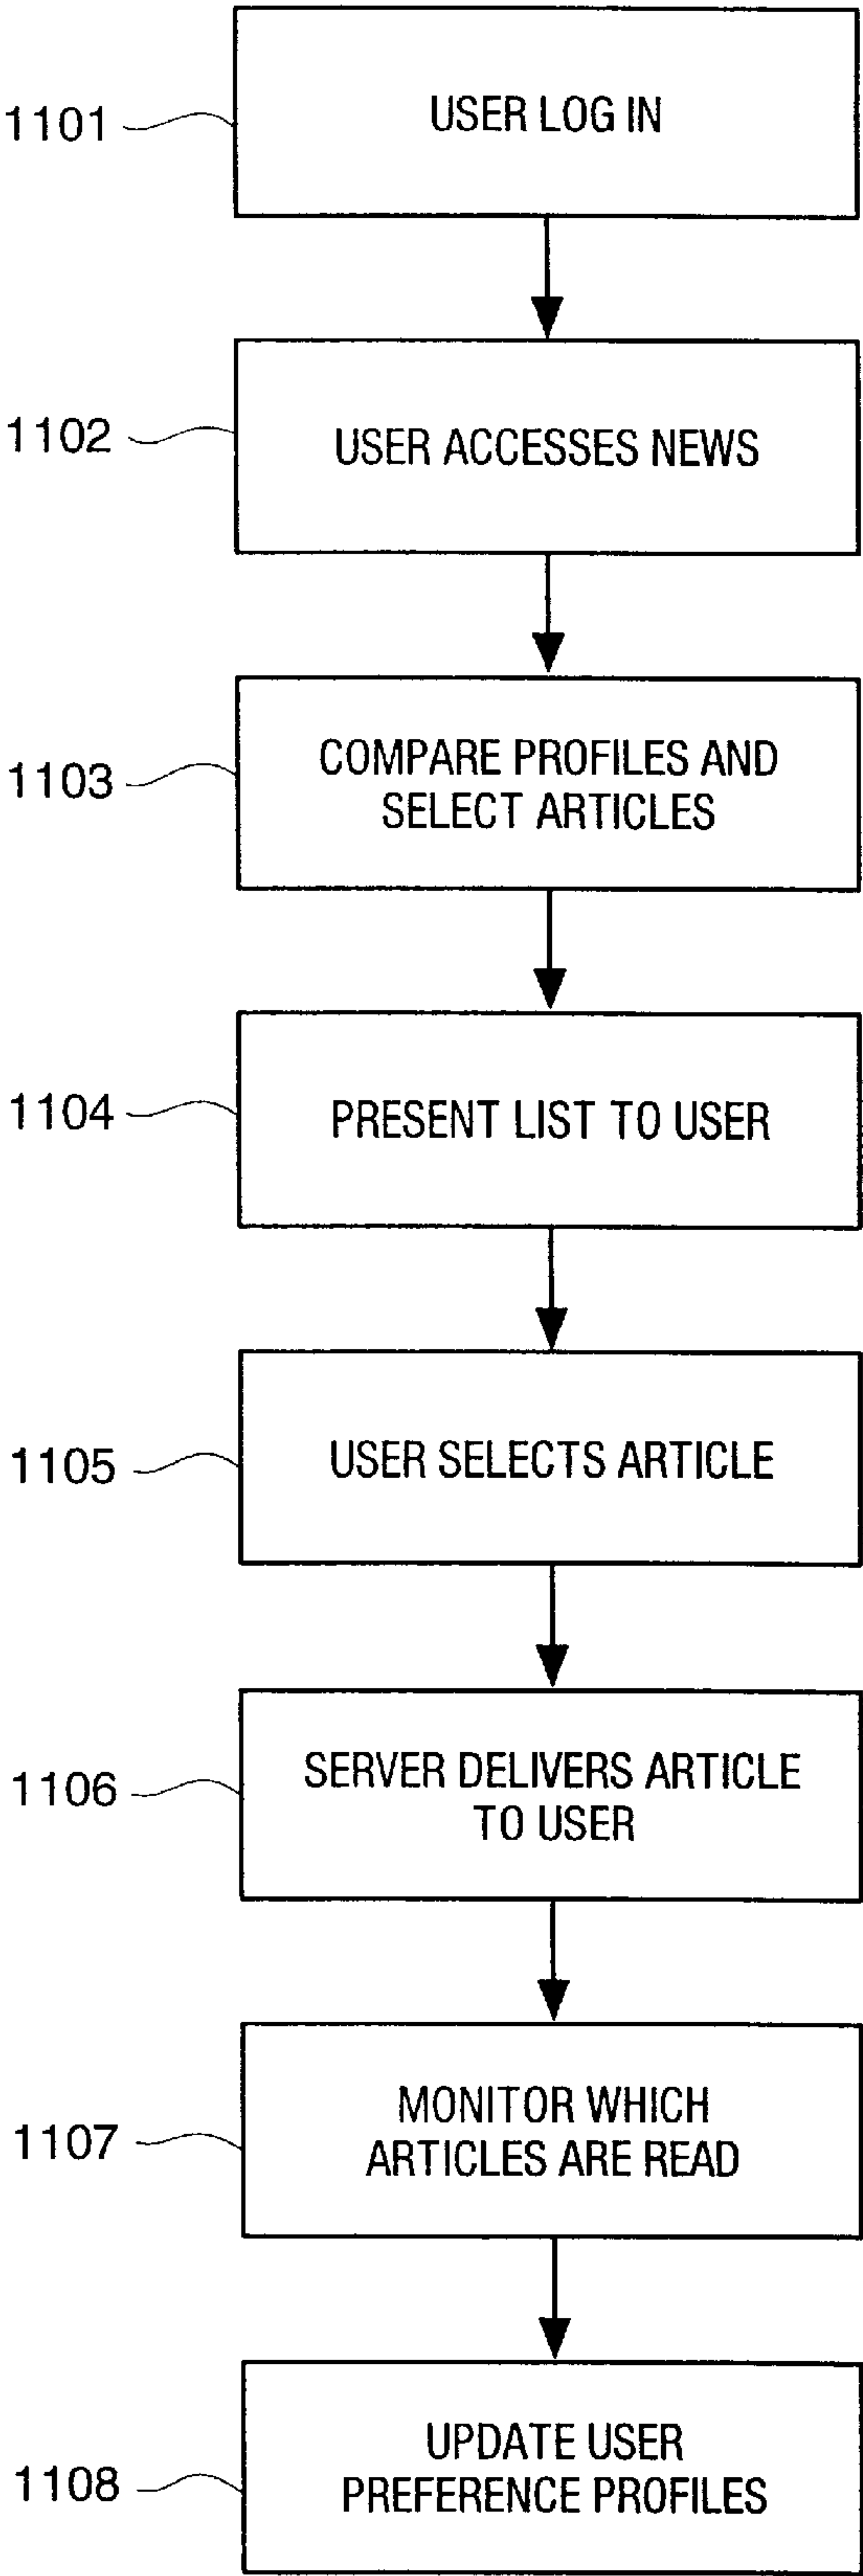 1101
USER LOG IN
1102
USER ACCESSES NEWS
1103
COMPARE PROFILES AND
SELECT ARTICLES
1104
PRESENT LIST TO USER
1105
USER SELECTS ARTICLE
1106
SERVER DELIVERS ARTICLE
TO USER
1107
MONITOR WHICH
ARTICLES ARE READ
1108
UPDATE USER
PREFERENCE PROFILES